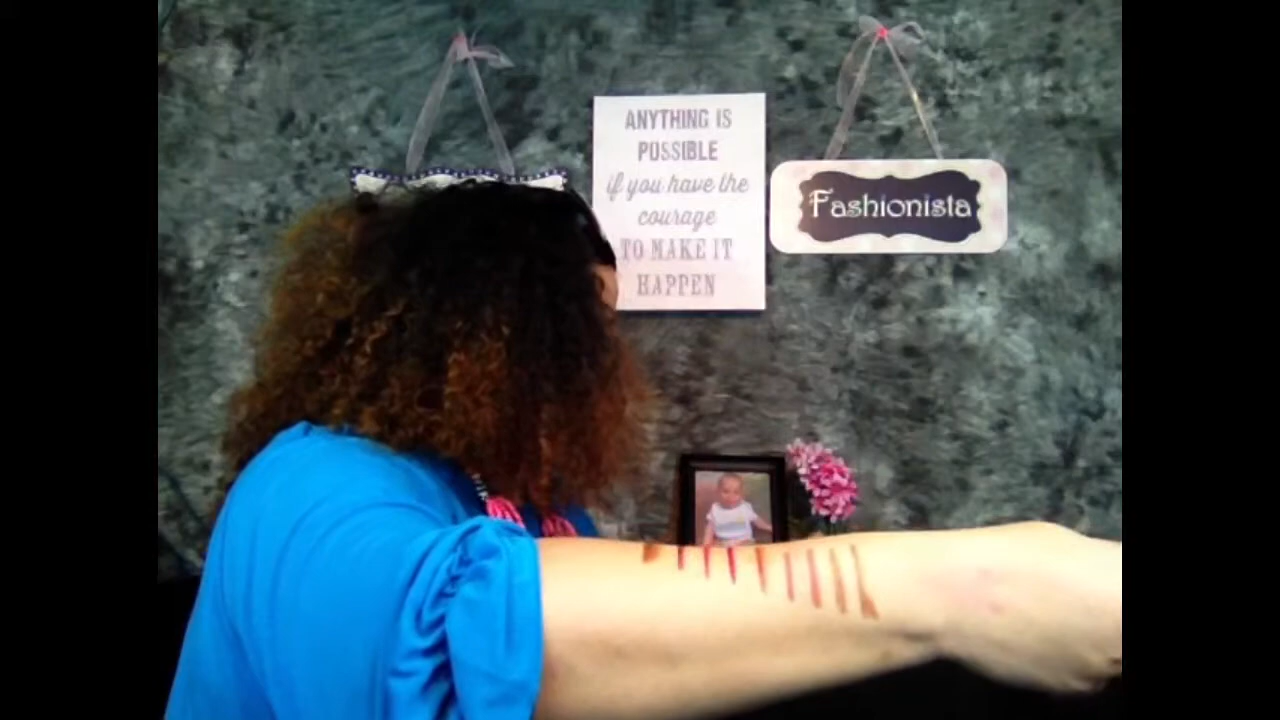 ANYTHING IS
POSSIBLE
if you have the
courage
TO MAKE IT
HAPPEN
Fashionista